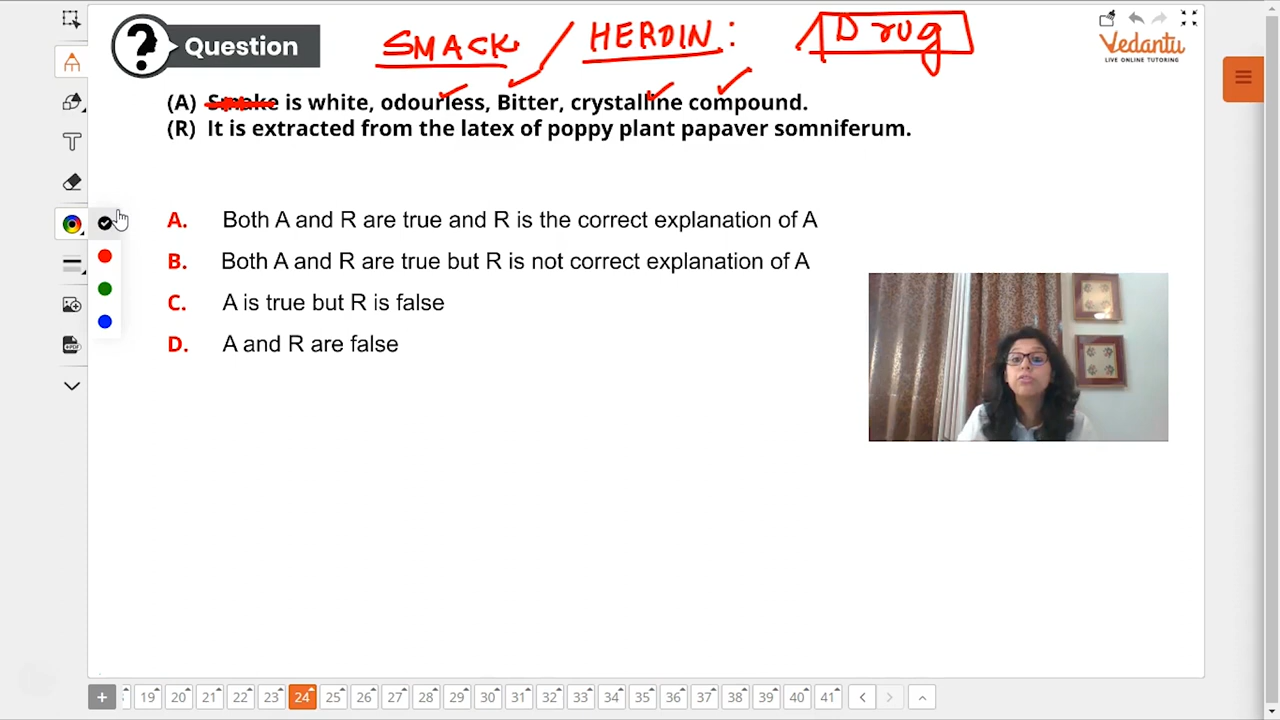 SMACK / HEROIN : Drug
Question
Vedantu
LIVE ONLINE TUTORING
(A) Smake is white, odourless, Bitter, crystalline compound.
(R) It is extracted from the latex of poppy plant papaver somniferum.
A. Both A and R are true and R is the correct explanation of A
B. Both A and R are true but R is not correct explanation of A
C. A is true but R is false
D. A and R are false
19 20 21 22 23 24 25 26 27 28 29 30 31 32 33 34 35 36 37 38 39 40 41